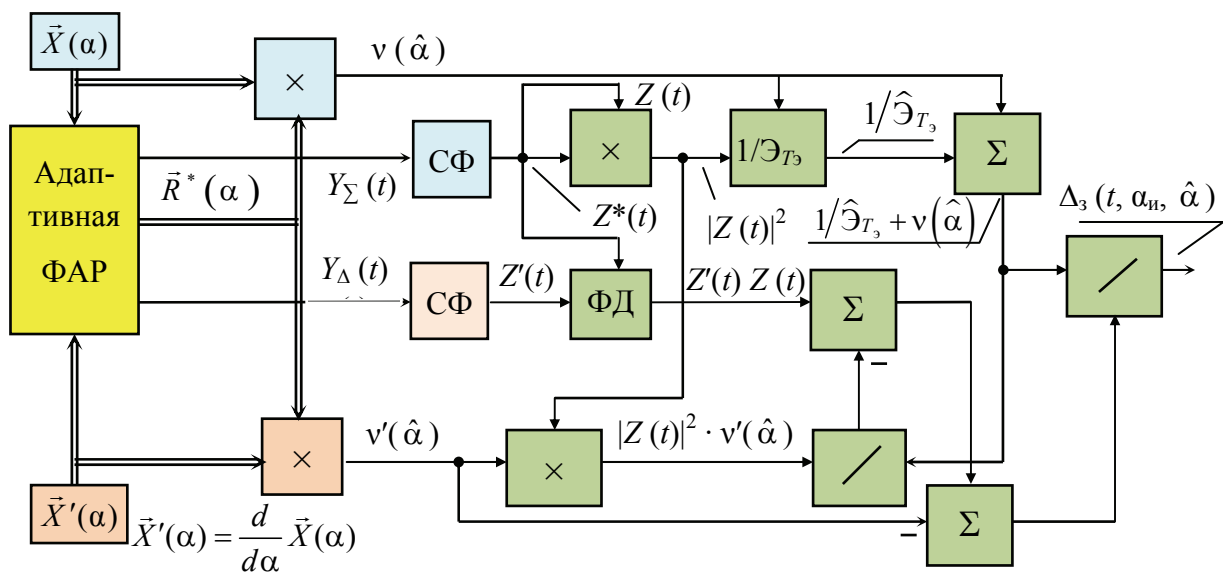 X⃗(α)
ν(α̂)
×
Z(t)
1/Э̂_Tэ
Адап-
тивная
ФАР
R⃗*(α)
Y_Σ(t)
СФ
×
1/Э_Tэ
Σ
Z*(t)
|Z(t)|²
1/Э̂_Tэ + ν(α̂)
Δ_з(t, α_и, α̂)
Y_Δ(t)
СФ
Z′(t)
ФД
Z′(t) Z(t)
Σ
−
ν′(α̂)
×
×
|Z(t)|² · ν′(α̂)
Σ
−
X⃗′(α)
X⃗′(α) = d/dα X⃗(α)